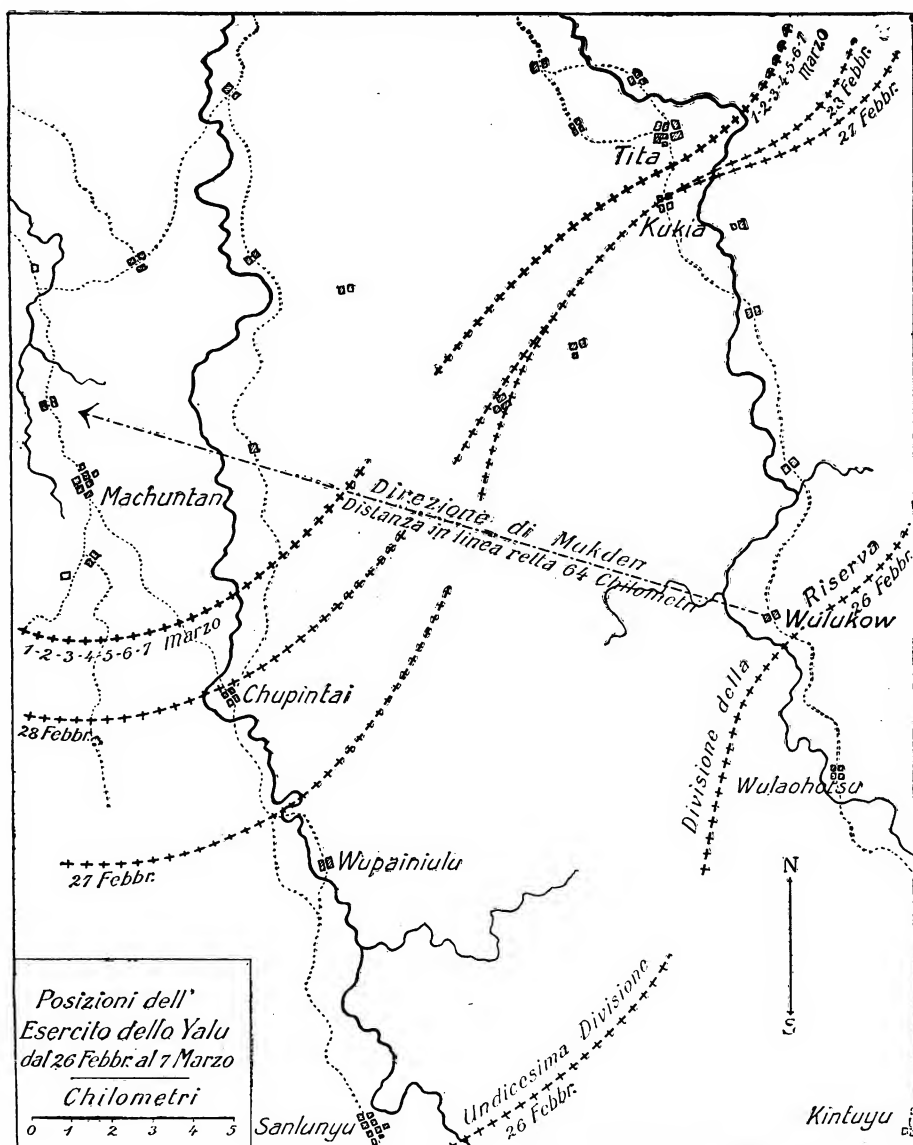 1-2-3-4-5-6-7
Marzo
23 Febbr.
27 Febbr.
Tita
Kukia
Machuntan
Direzione di Mukden
Distanza in linea retta 64 Chilometri
Riserva
26 Febbr.
Wulukow
1-2-3-4-5-6-7 Marzo
Chupintai
28 Febbr.
Divisione della
Wulaohotsu
27 Febbr.
Wupainiulu
N
S
Undicesima Divisione
26 Febbr.
Posizioni dell'
Esercito dello Yalu
dal 26 Febbr. al 7 Marzo
Chilometri
0 1 2 3 4 5
Sanlunyu
Kintuyu